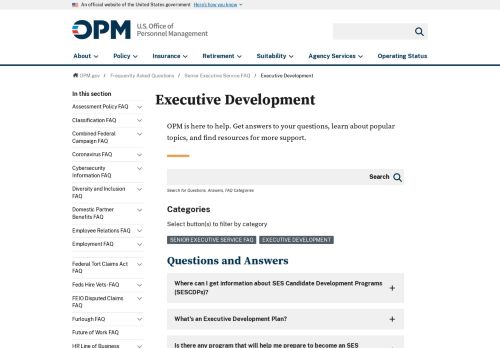 An official website of the United States government Here's how you know
OPM U.S. Office of
Personnel Management
About Policy Insurance Retirement Suitability Agency Services Operating Status
OPM.gov / Frequently Asked Questions / Senior Executive Service FAQ / Executive Development
In this section
Assessment Policy FAQ
Classification FAQ
Combined Federal
Campaign FAQ
Coronavirus FAQ
Cybersecurity
Information FAQ
Diversity and Inclusion
FAQ
Domestic Partner
Benefits FAQ
Employee Relations FAQ
Employment FAQ
Federal Tort Claims Act
FAQ
Feds Hire Vets- FAQ
FEIO Disputed Claims
FAQ
Furlough FAQ
Future of Work FAQ
HR Line of Business
Executive Development
OPM is here to help. Get answers to your questions, learn about popular
topics, and find resources for more support.
Search
Search for Questions, Answers, FAQ Categories
Categories
Select button(s) to filter by category
SENIOR EXECUTIVE SERVICE FAQ EXECUTIVE DEVELOPMENT
Questions and Answers
Where can I get information about SES Candidate Development Programs
(SESCDPs)?
What's an Executive Development Plan?
Is there any program that will help me prepare to become an SES